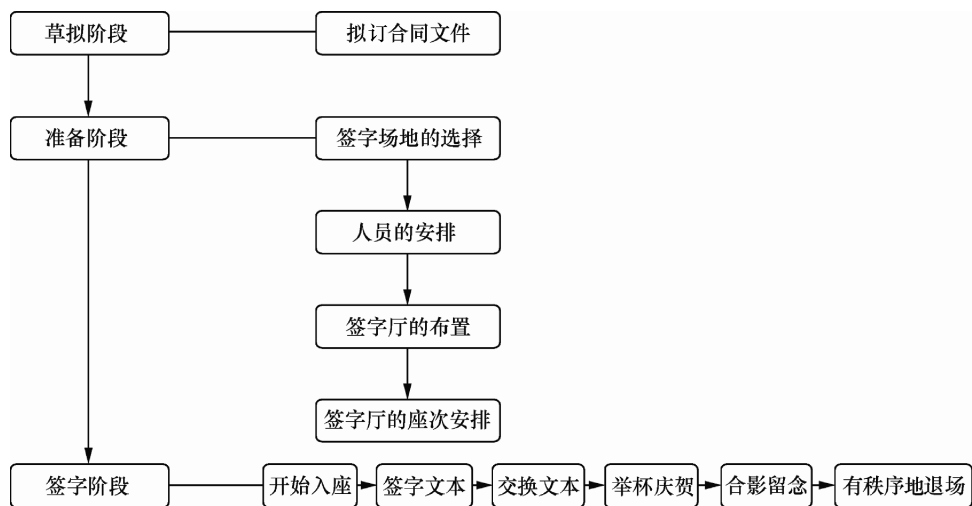 草拟阶段
拟订合同文件
准备阶段
签字场地的选择
人员的安排
签字厅的布置
签字厅的座次安排
签字阶段
开始入座
签字文本
交换文本
举杯庆贺
合影留念
有秩序地退场